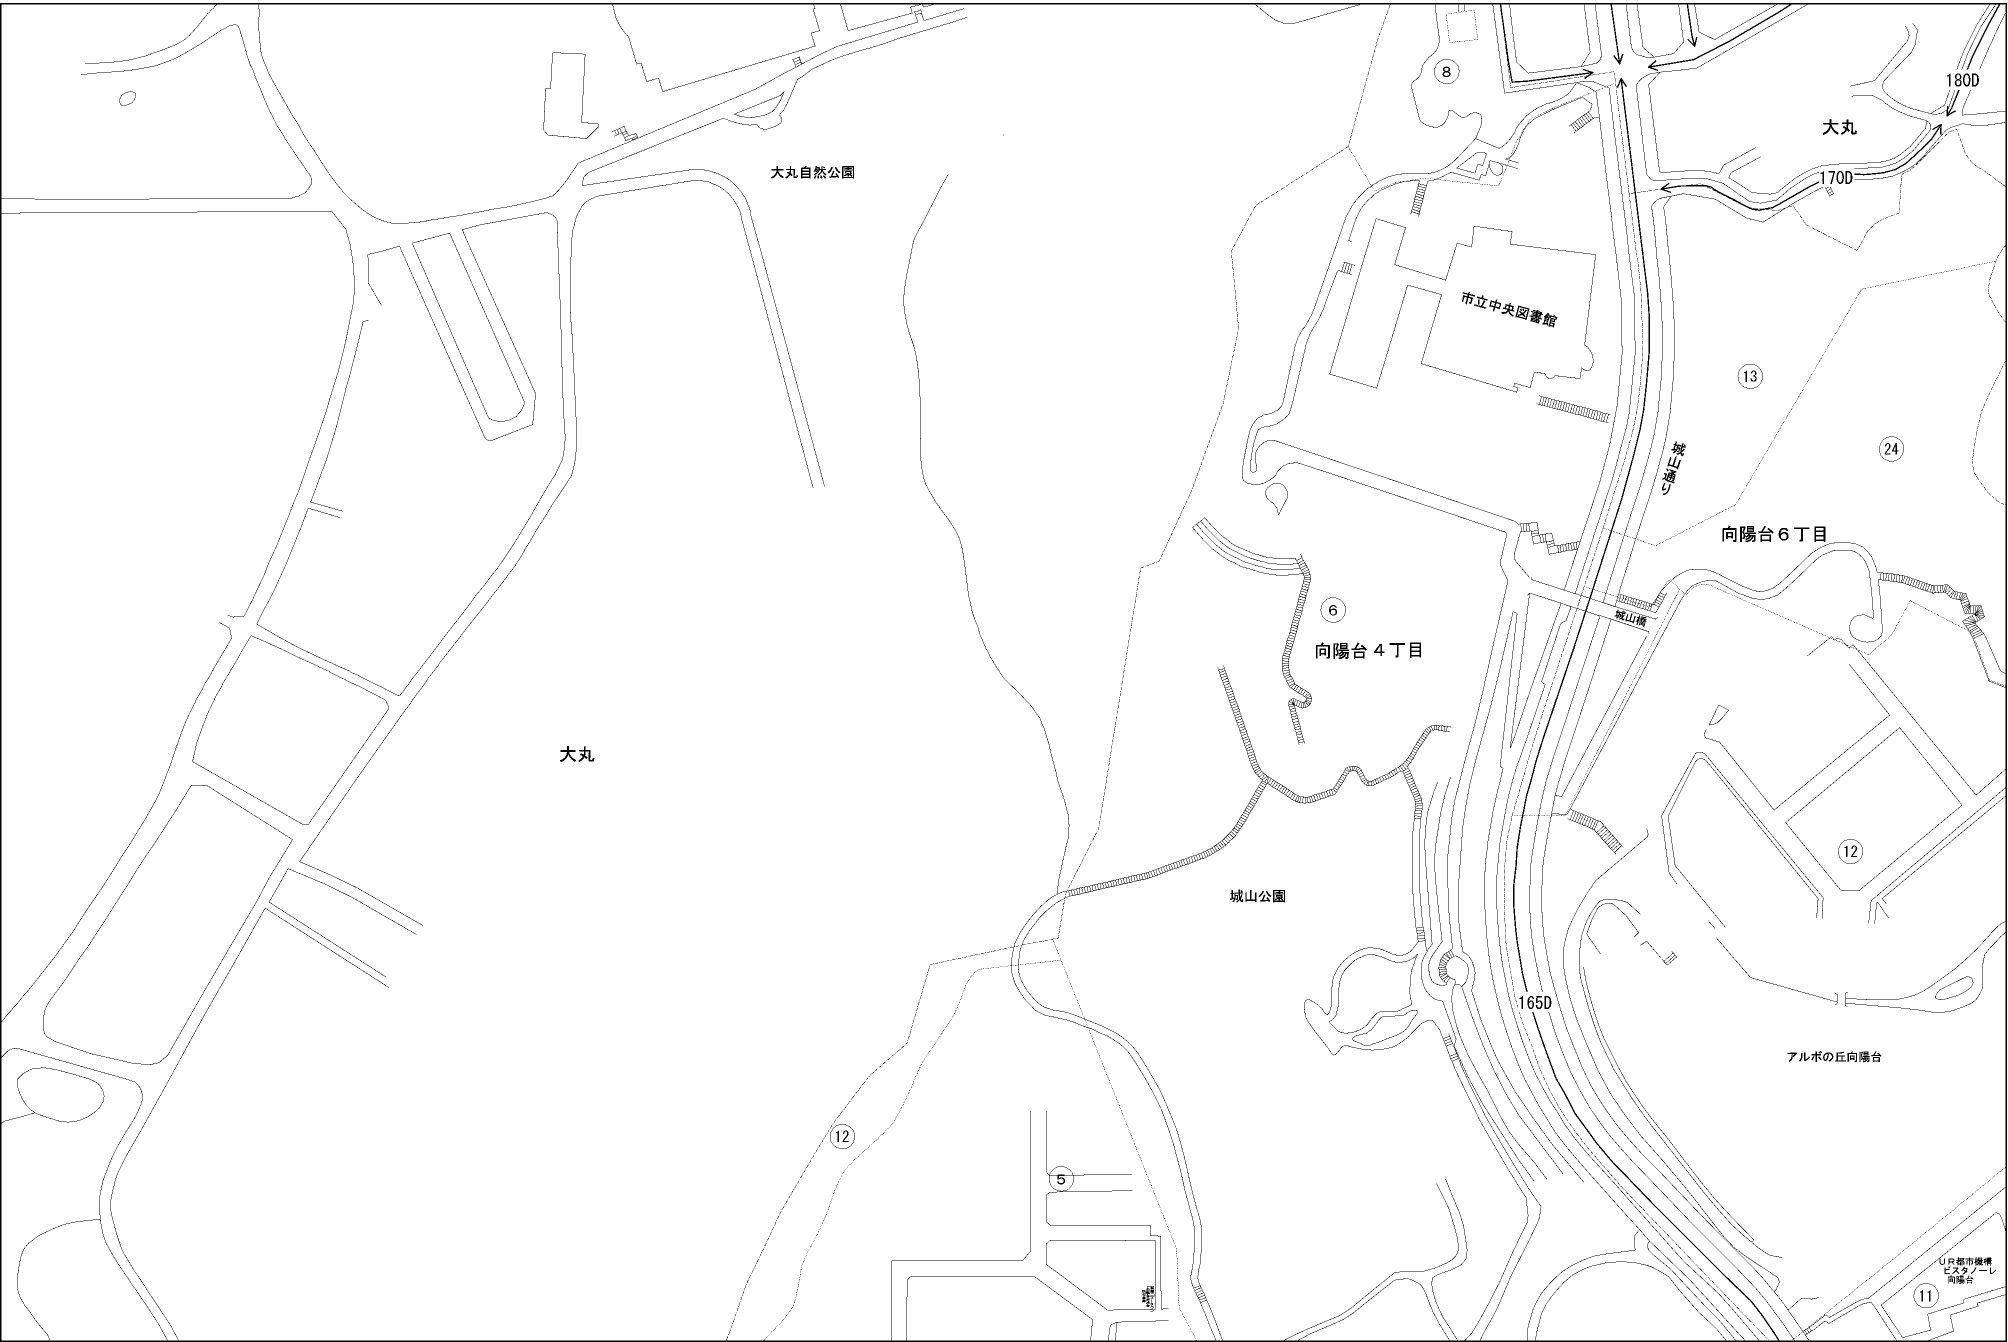 8
180D
大丸
大丸自然公園
170D
市立中央図書館
13
城山通り
24
向陽台６丁目
6
城山橋
向陽台４丁目
大丸
12
城山公園
165D
アルボの丘向陽台
12
5
ＵＲ都市機構
ビスタノーレ
向陽台
11